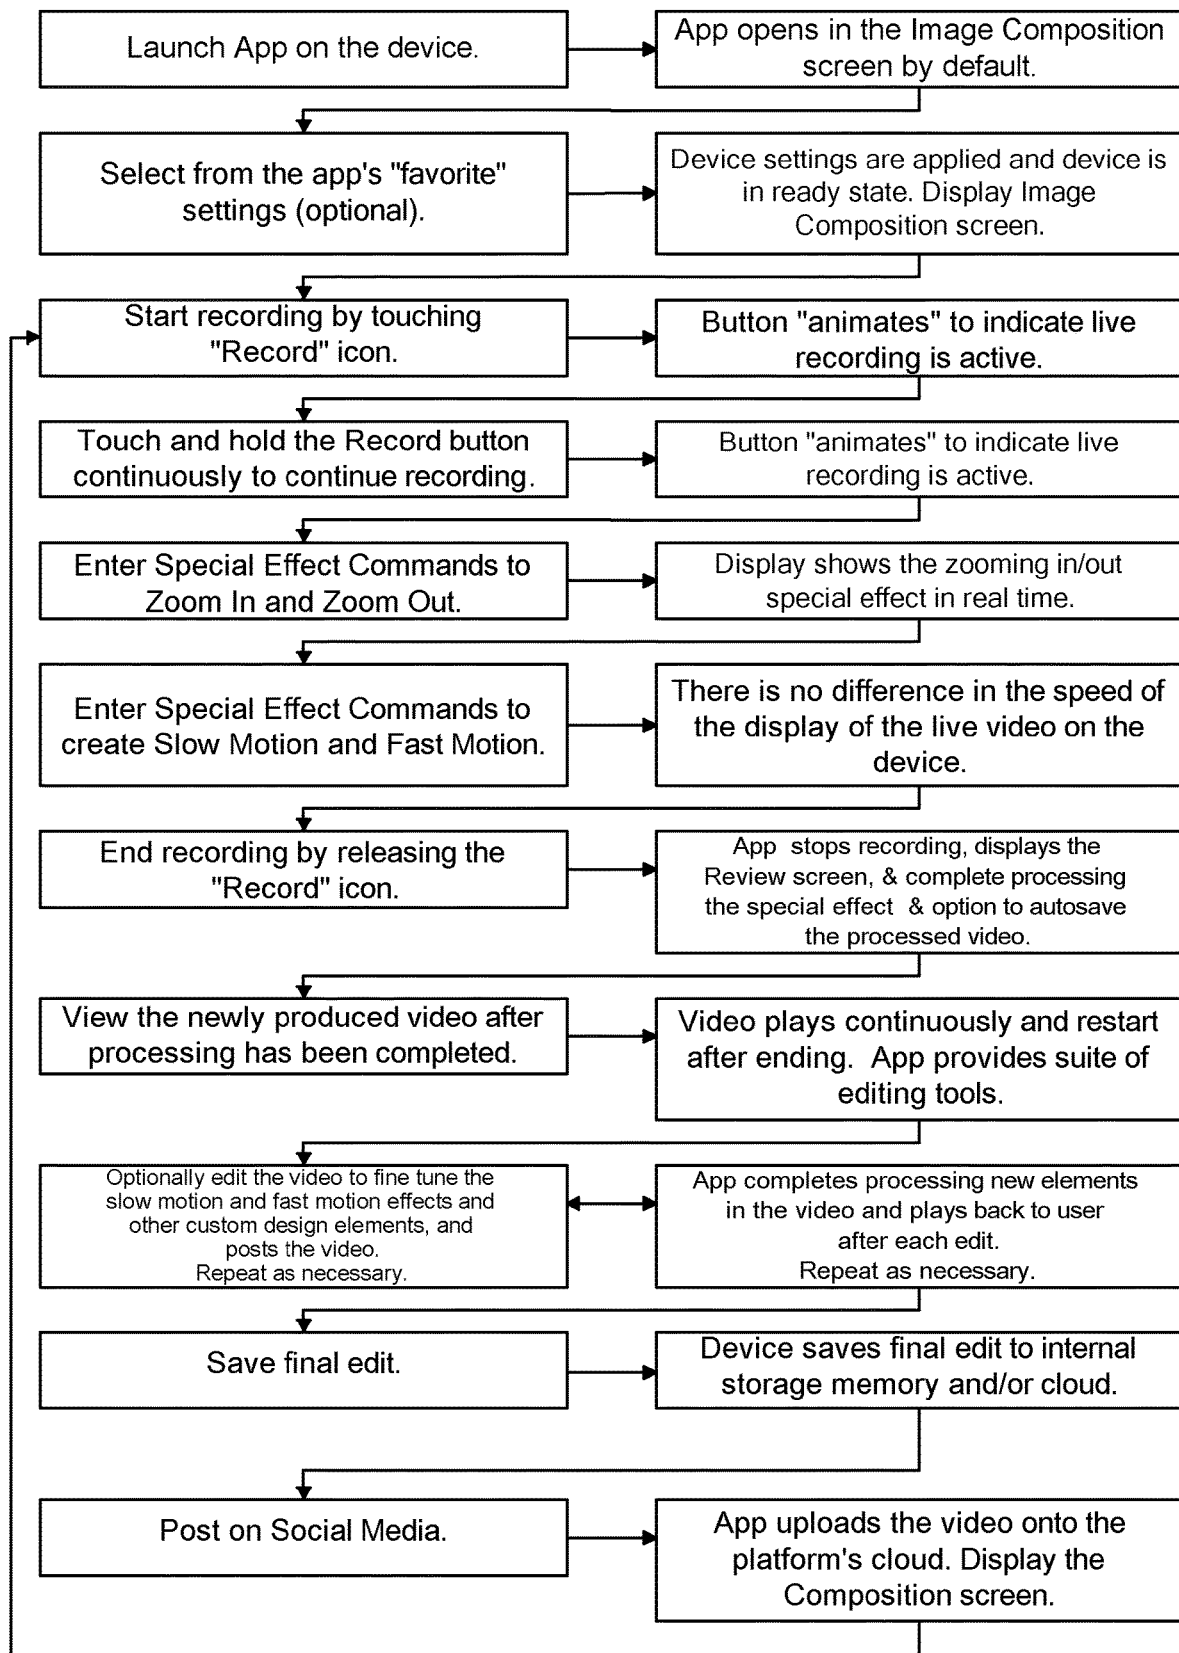 Launch App on the device.
App opens in the Image Composition
screen by default.
Select from the app's "favorite"
settings (optional).
Device settings are applied and device is
in ready state. Display Image
Composition screen.
Start recording by touching
"Record" icon.
Button "animates" to indicate live
recording is active.
Touch and hold the Record button
continuously to continue recording.
Button "animates" to indicate live
recording is active.
Enter Special Effect Commands to
Zoom In and Zoom Out.
Display shows the zooming in/out
special effect in real time.
Enter Special Effect Commands to
create Slow Motion and Fast Motion.
There is no difference in the speed of
the display of the live video on the
device.
End recording by releasing the
"Record" icon.
App stops recording, displays the
Review screen, & complete processing
the special effect & option to autosave
the processed video.
View the newly produced video after
processing has been completed.
Video plays continuously and restart
after ending. App provides suite of
editing tools.
Optionally edit the video to fine tune the
slow motion and fast motion effects and
other custom design elements, and
posts the video.
Repeat as necessary.
App completes processing new elements
in the video and plays back to user
after each edit.
Repeat as necessary.
Save final edit.
Device saves final edit to internal
storage memory and/or cloud.
Post on Social Media.
App uploads the video onto the
platform's cloud. Display the
Composition screen.